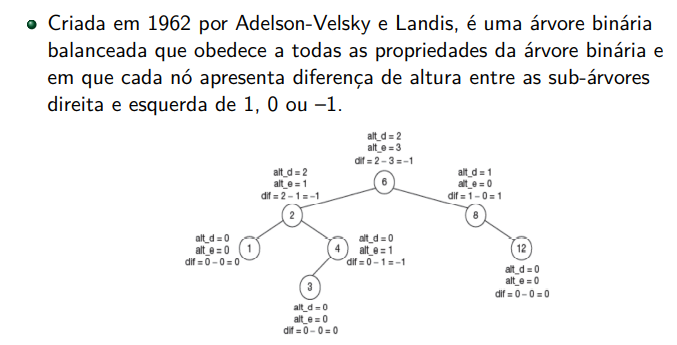 Criada em 1962 por Adelson-Velsky e Landis, é uma árvore binária
balanceada que obedece a todas as propriedades da árvore binária e
em que cada nó apresenta diferença de altura entre as sub-árvores
direita e esquerda de 1, 0 ou –1.
alt_d = 2
alt_e = 3
dif = 2 – 3 = –1
6
alt_d = 2
alt_e = 1
dif = 2 – 1 = –1
2
alt_d = 1
alt_e = 0
dif = 1 – 0 = 1
8
alt_d = 0
alt_e = 0
dif = 0 – 0 = 0
1
4
alt_d = 0
alt_e = 1
dif = 0 – 1 = –1
12
alt_d = 0
alt_e = 0
dif = 0 – 0 = 0
3
alt_d = 0
alt_e = 0
dif = 0 – 0 = 0